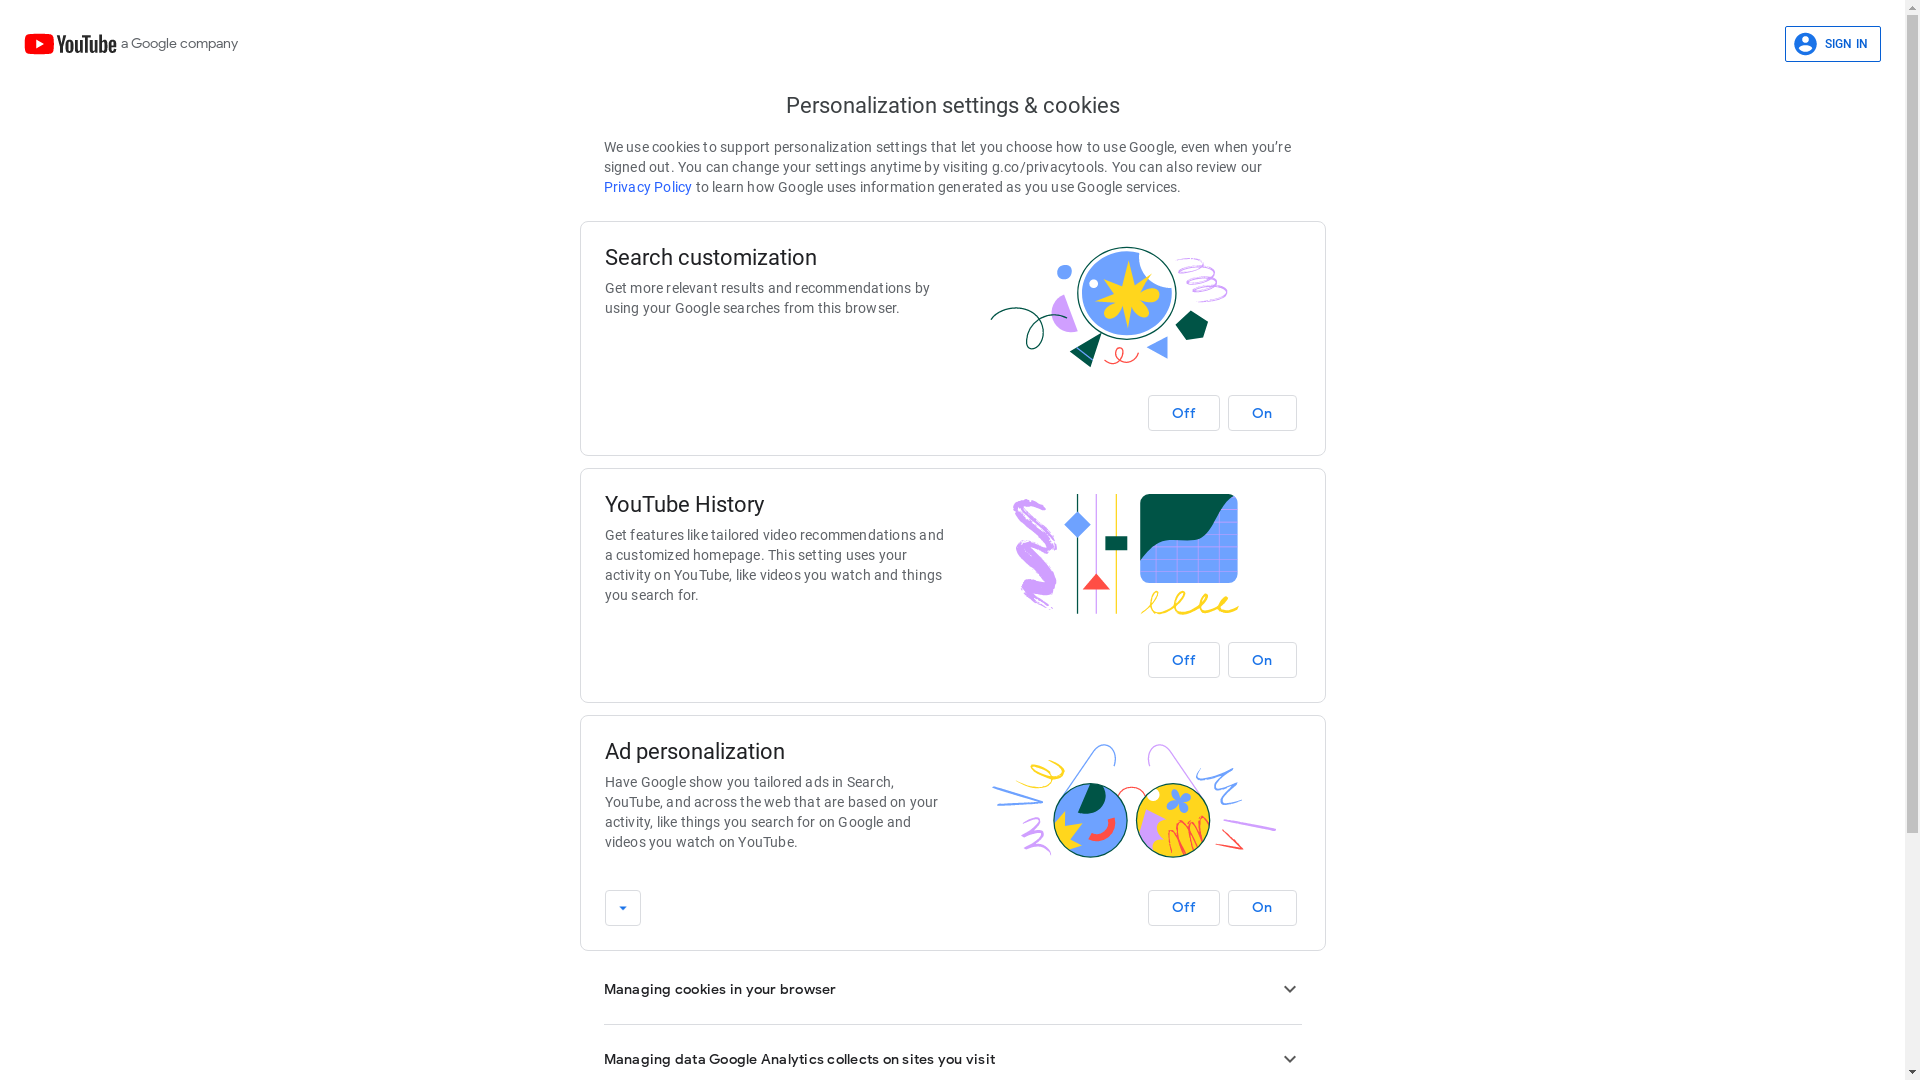 YouTube a Google company
SIGN IN
Personalization settings & cookies
We use cookies to support personalization settings that let you choose how to use Google, even when you’re
signed out. You can change your settings anytime by visiting g.co/privacytools. You can also review our
Privacy Policy to learn how Google uses information generated as you use Google services.
Search customization
Get more relevant results and recommendations by
using your Google searches from this browser.
Off On
YouTube History
Get features like tailored video recommendations and
a customized homepage. This setting uses your
activity on YouTube, like videos you watch and things
you search for.
Off On
Ad personalization
Have Google show you tailored ads in Search,
YouTube, and across the web that are based on your
activity, like things you search for on Google and
videos you watch on YouTube.
Off On
Managing cookies in your browser
Managing data Google Analytics collects on sites you visit